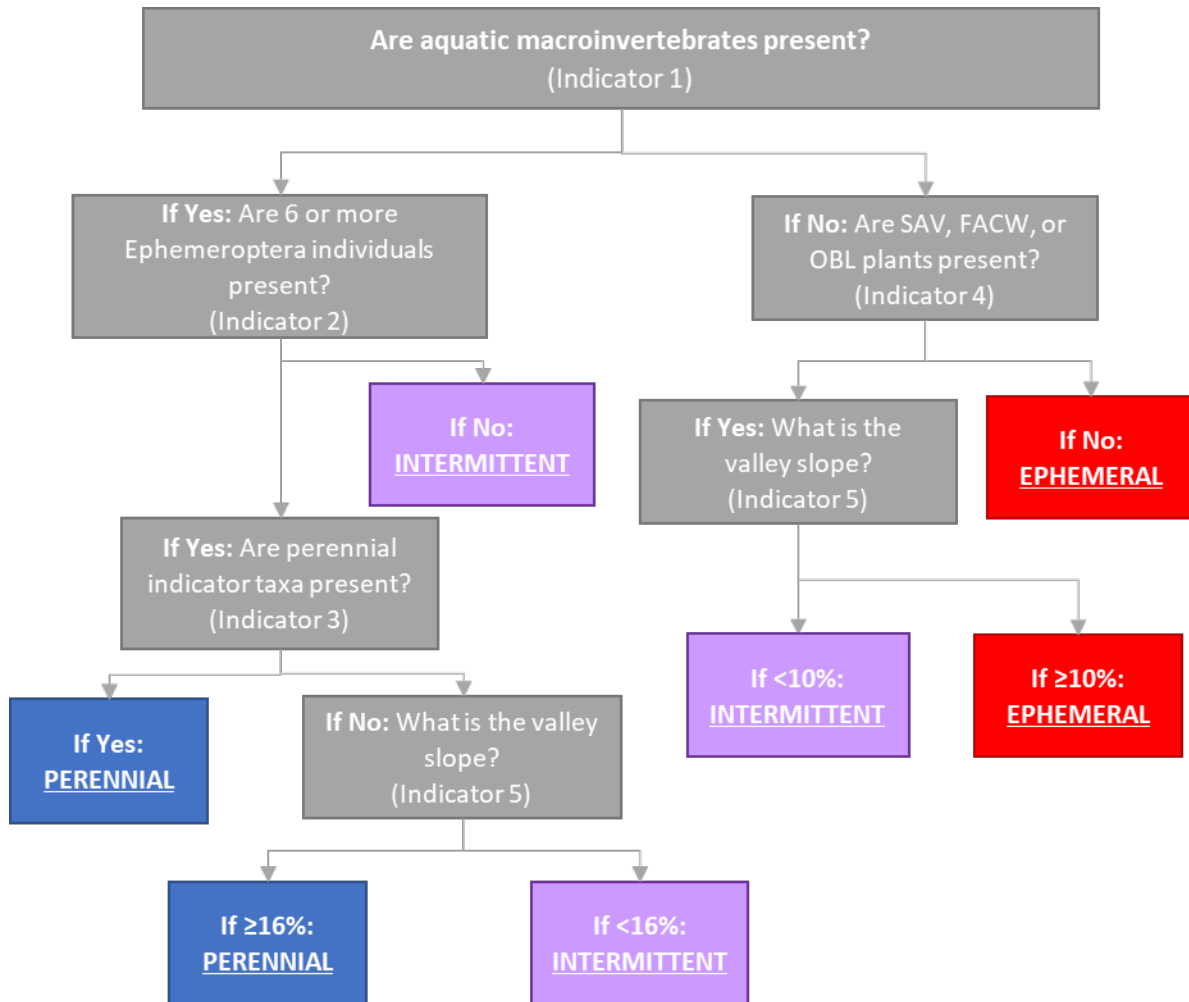 Are aquatic macroinvertebrates present?
(Indicator 1)
If Yes: Are 6 or more
Ephemeroptera individuals
present?
(Indicator 2)
If No: Are SAV, FACW, or
OBL plants present?
(Indicator 4)
If No:
INTERMITTENT
If Yes: What is the
valley slope?
(Indicator 5)
If No:
EPHEMERAL
If Yes: Are perennial
indicator taxa present?
(Indicator 3)
If <10%:
INTERMITTENT
If ≥10%:
EPHEMERAL
If Yes:
PERENNIAL
If No: What is the valley
slope?
(Indicator 5)
If ≥16%:
PERENNIAL
If <16%:
INTERMITTENT